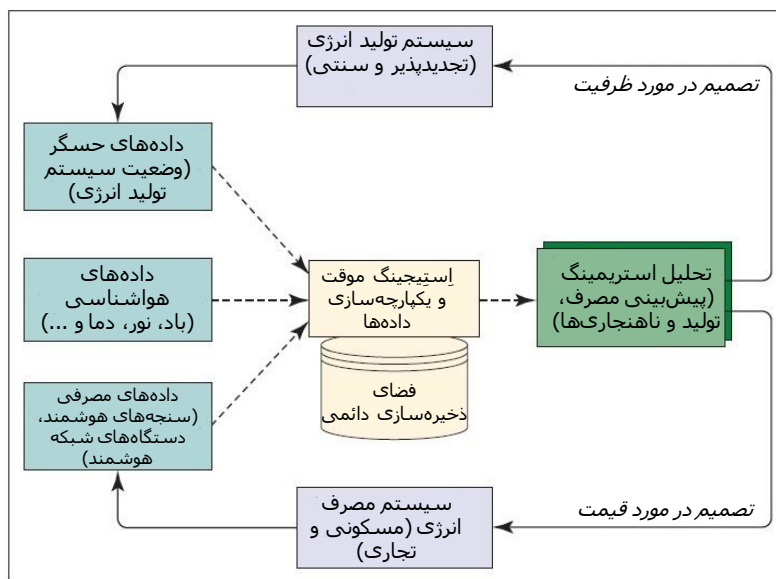 سیستم تولید انرژی
(تجدیدپذیر و سنتی)
تصمیم در مورد ظرفیت
داده‌های حسگر
(وضعیت سیستم
تولید انرژی)
داده‌های
هواشناسی
(باد، نور، دما و ...)
اِستِیجینگ موقت
و یکپارچه‌سازی
داده‌ها
تحلیل استریمینگ
(پیش‌بینی مصرف،
تولید و ناهنجاری‌ها)
فضای
ذخیره‌سازی دائمی
داده‌های مصرفی
(سنجه‌های هوشمند،
دستگاه‌های شبکه
هوشمند)
سیستم مصرف
انرژی (مسکونی و
تجاری)
تصمیم در مورد قیمت